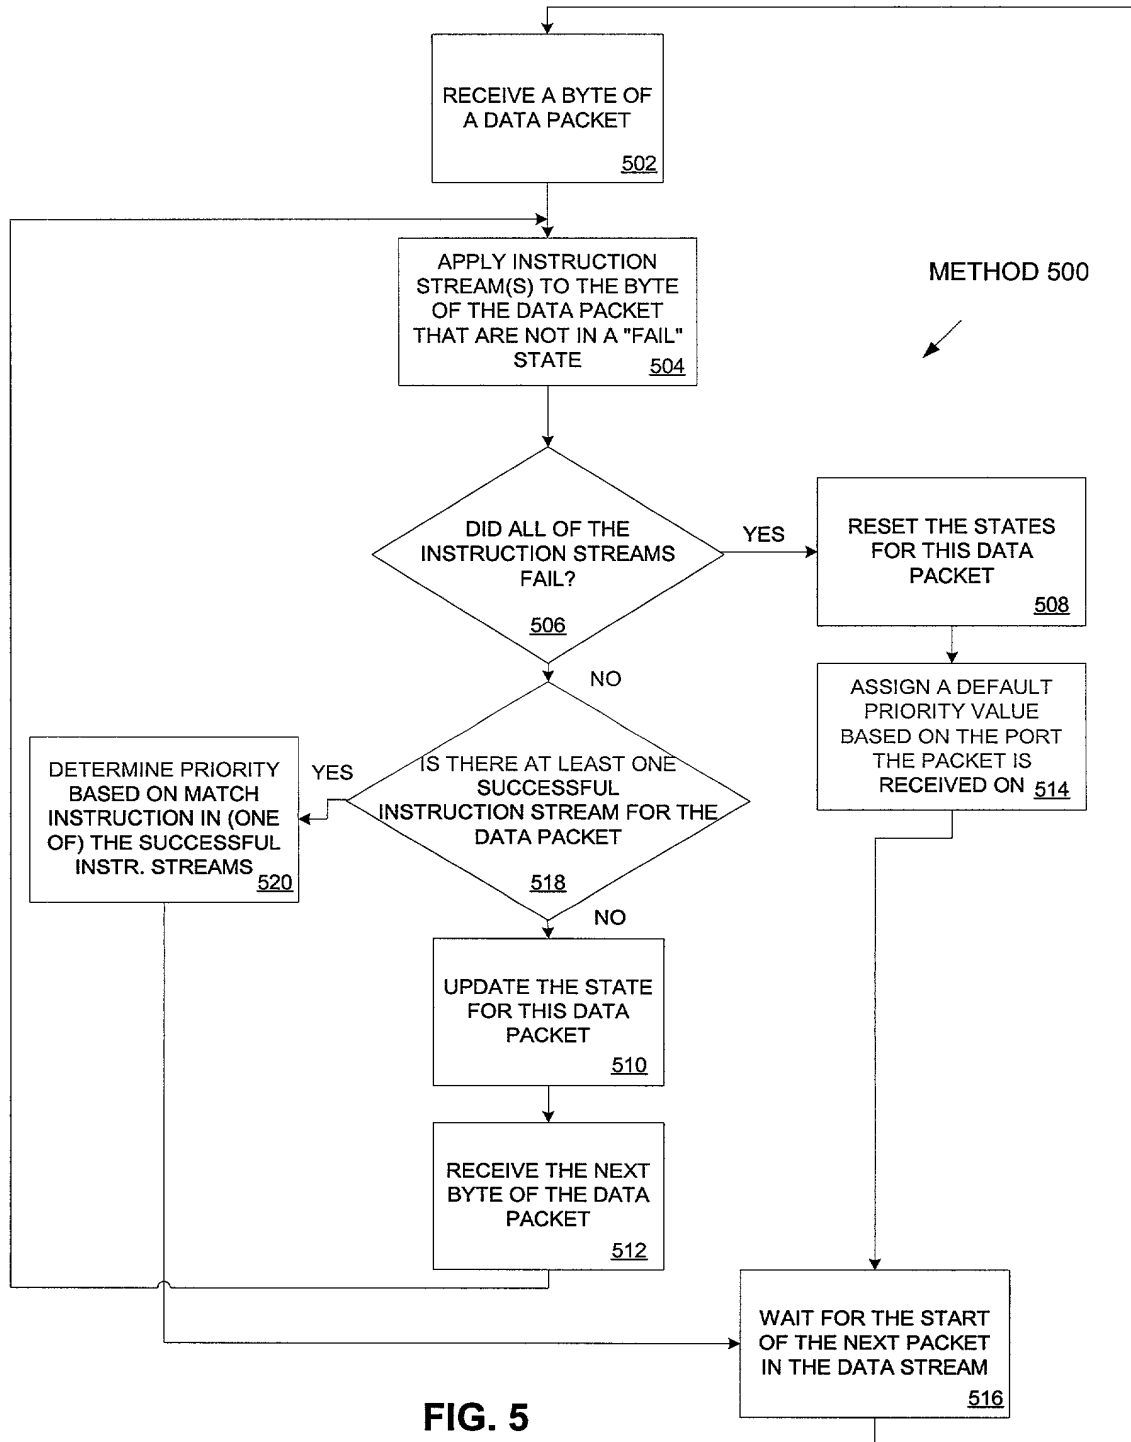 RECEIVE A BYTE OF
A DATA PACKET
502
APPLY INSTRUCTION
STREAM(S) TO THE BYTE
OF THE DATA PACKET
THAT ARE NOT IN A "FAIL"
STATE
504
METHOD 500
DID ALL OF THE
INSTRUCTION STREAMS
FAIL?
506
YES
NO
RESET THE STATES
FOR THIS DATA
PACKET
508
ASSIGN A DEFAULT
PRIORITY VALUE
BASED ON THE PORT
THE PACKET IS
RECEIVED ON
514
IS THERE AT LEAST ONE
SUCCESSFUL
INSTRUCTION STREAM FOR THE
DATA PACKET
518
YES
NO
DETERMINE PRIORITY
BASED ON MATCH
INSTRUCTION IN (ONE
OF) THE SUCCESSFUL
INSTR. STREAMS
520
UPDATE THE STATE
FOR THIS DATA
PACKET
510
RECEIVE THE NEXT
BYTE OF THE DATA
PACKET
512
WAIT FOR THE START
OF THE NEXT PACKET
IN THE DATA STREAM
516
FIG. 5